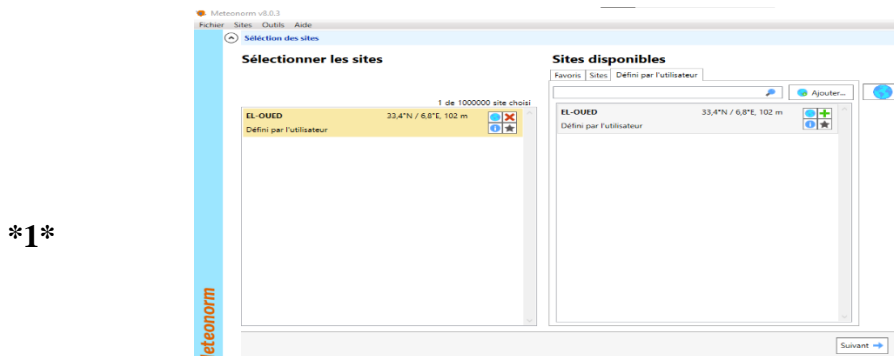 Meteonorm v8.0.3
Fichier Sites Outils Aide
Séléction des sites
Sélectionner les sites
Sites disponibles
Favoris Sites Défini par l'utilisateur
Ajouter...
1 de 1000000 site choisi
EL-OUED 33,4°N / 6,8°E, 102 m
Défini par l'utilisateur
EL-OUED 33,4°N / 6,8°E, 102 m
Défini par l'utilisateur
*1*
Meteonorm
Suivant